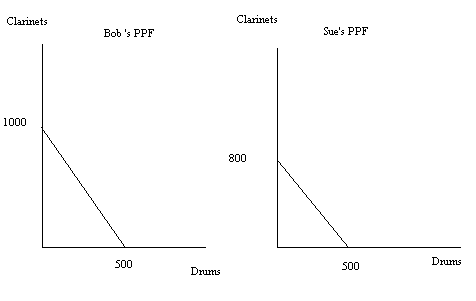 Clarinets
Bob 's PPF
1000
500
Drums
Clarinets
Sue's PPF
800
500
Drums